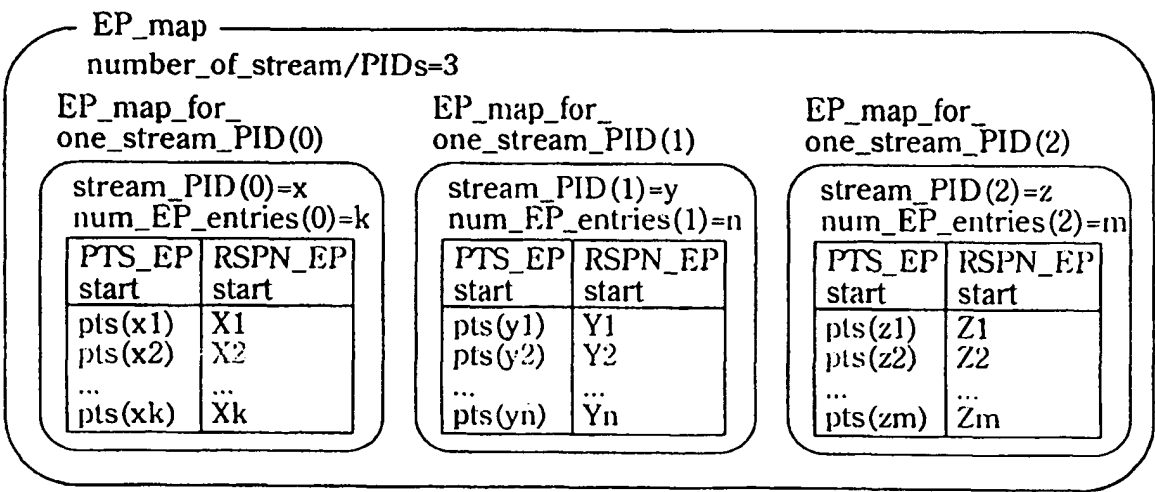 EP_map
number_of_stream/PIDs=3
EP_map_for_
one_stream_PID(0)
stream_PID(0)=x
num_EP_entries(0)=k
PTS_EP RSPN_EP
start start
pts(x1) X1
pts(x2) X2
... ...
pts(xk) Xk
EP_map_for_
one_stream_PID(1)
stream_PID(1)=y
num_EP_entries(1)=n
PTS_EP RSPN_EP
start start
pts(y1) Y1
pts(y2) Y2
... ...
pts(yn) Yn
EP_map_for_
one_stream_PID(2)
stream_PID(2)=z
num_EP_entries(2)=m
PTS_EP RSPN_EP
start start
pts(z1) Z1
pts(z2) Z2
... ...
pts(zm) Zm